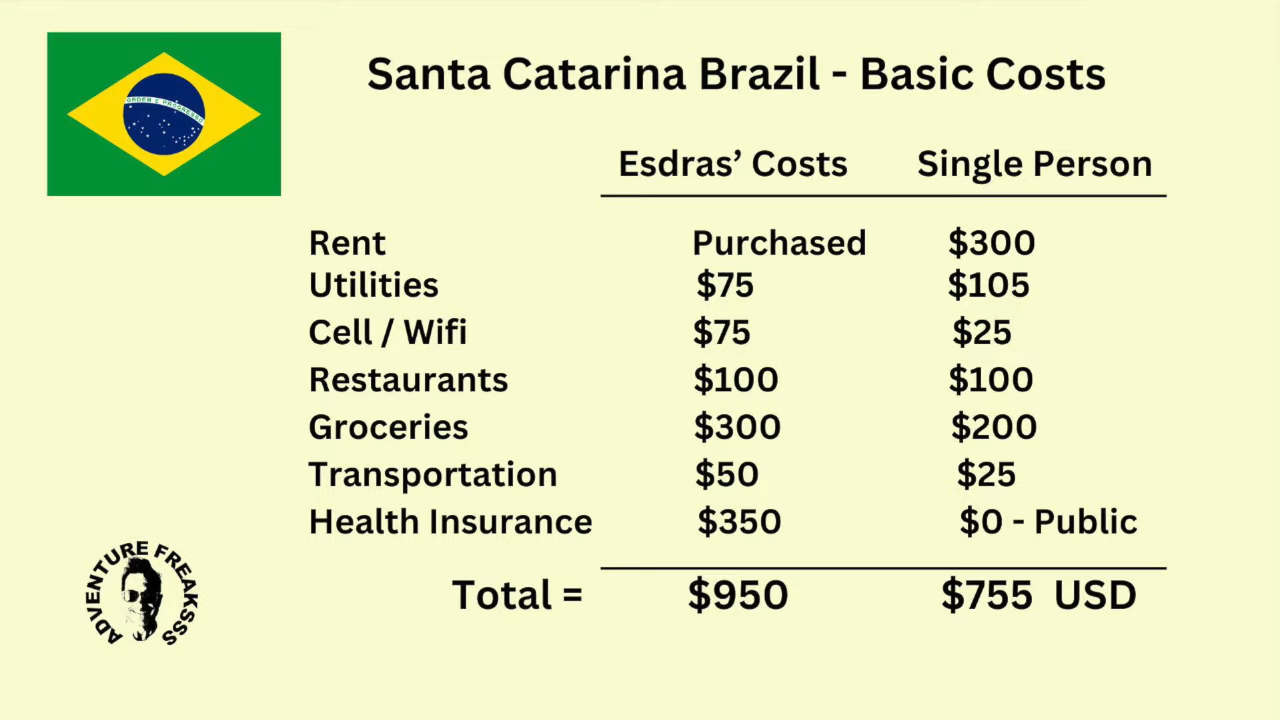 ORDEM E PROGRESSO
Santa Catarina Brazil - Basic Costs
Esdras’ Costs Single Person
Rent Purchased $300
Utilities $75 $105
Cell / Wifi $75 $25
Restaurants $100 $100
Groceries $300 $200
Transportation $50 $25
Health Insurance $350 $0 - Public
Total = $950 $755 USD
ADVENTURE FREAKSSS